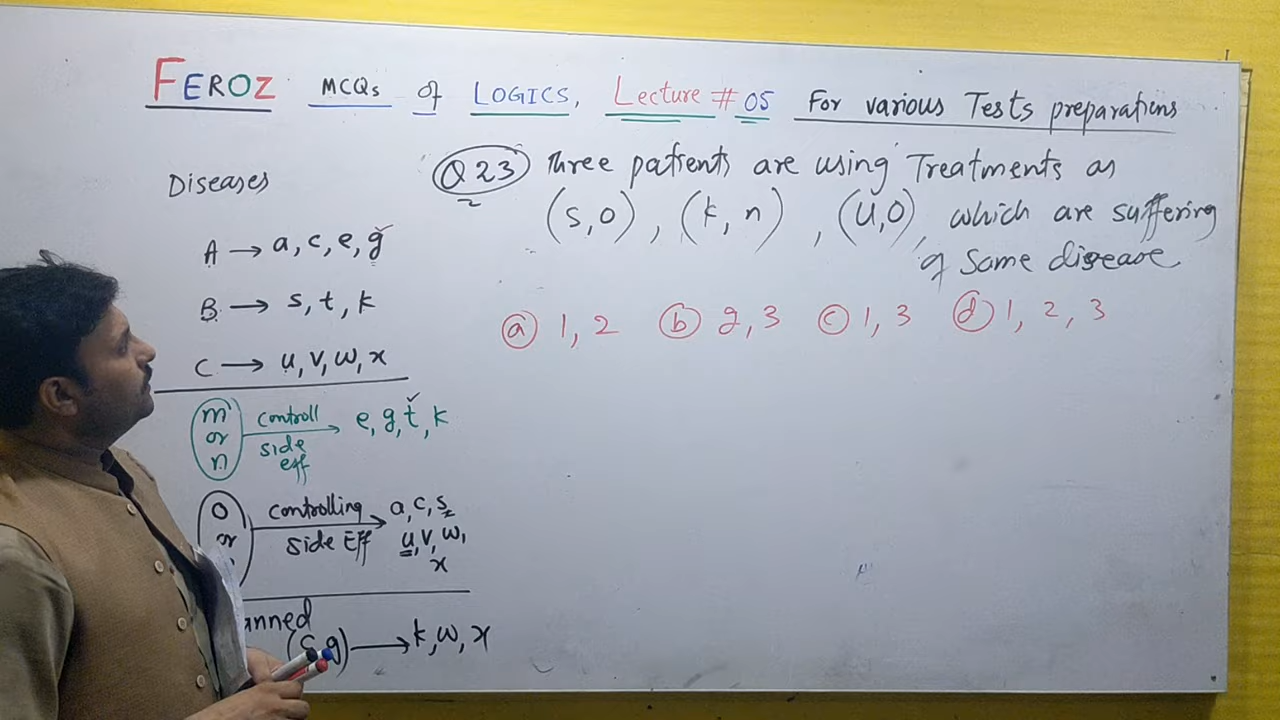 FEROZ MCQs of LOGICS, Lecture # 05 For various Tests preparations
Diseases
A → a, c, e, g
B → s, t, k
C → u, v, w, x
m or n controll side eff → e, g, t, k
o or controlling side Eff → a, c, s, u, v, w, x
anned
(c, g) → k, w, x
Q 23 Three patients are using Treatments as
(s, o), (k, n), (u, o), which are suffering
of same disease
(a) 1, 2 (b) 2, 3 (c) 1, 3 (d) 1, 2, 3